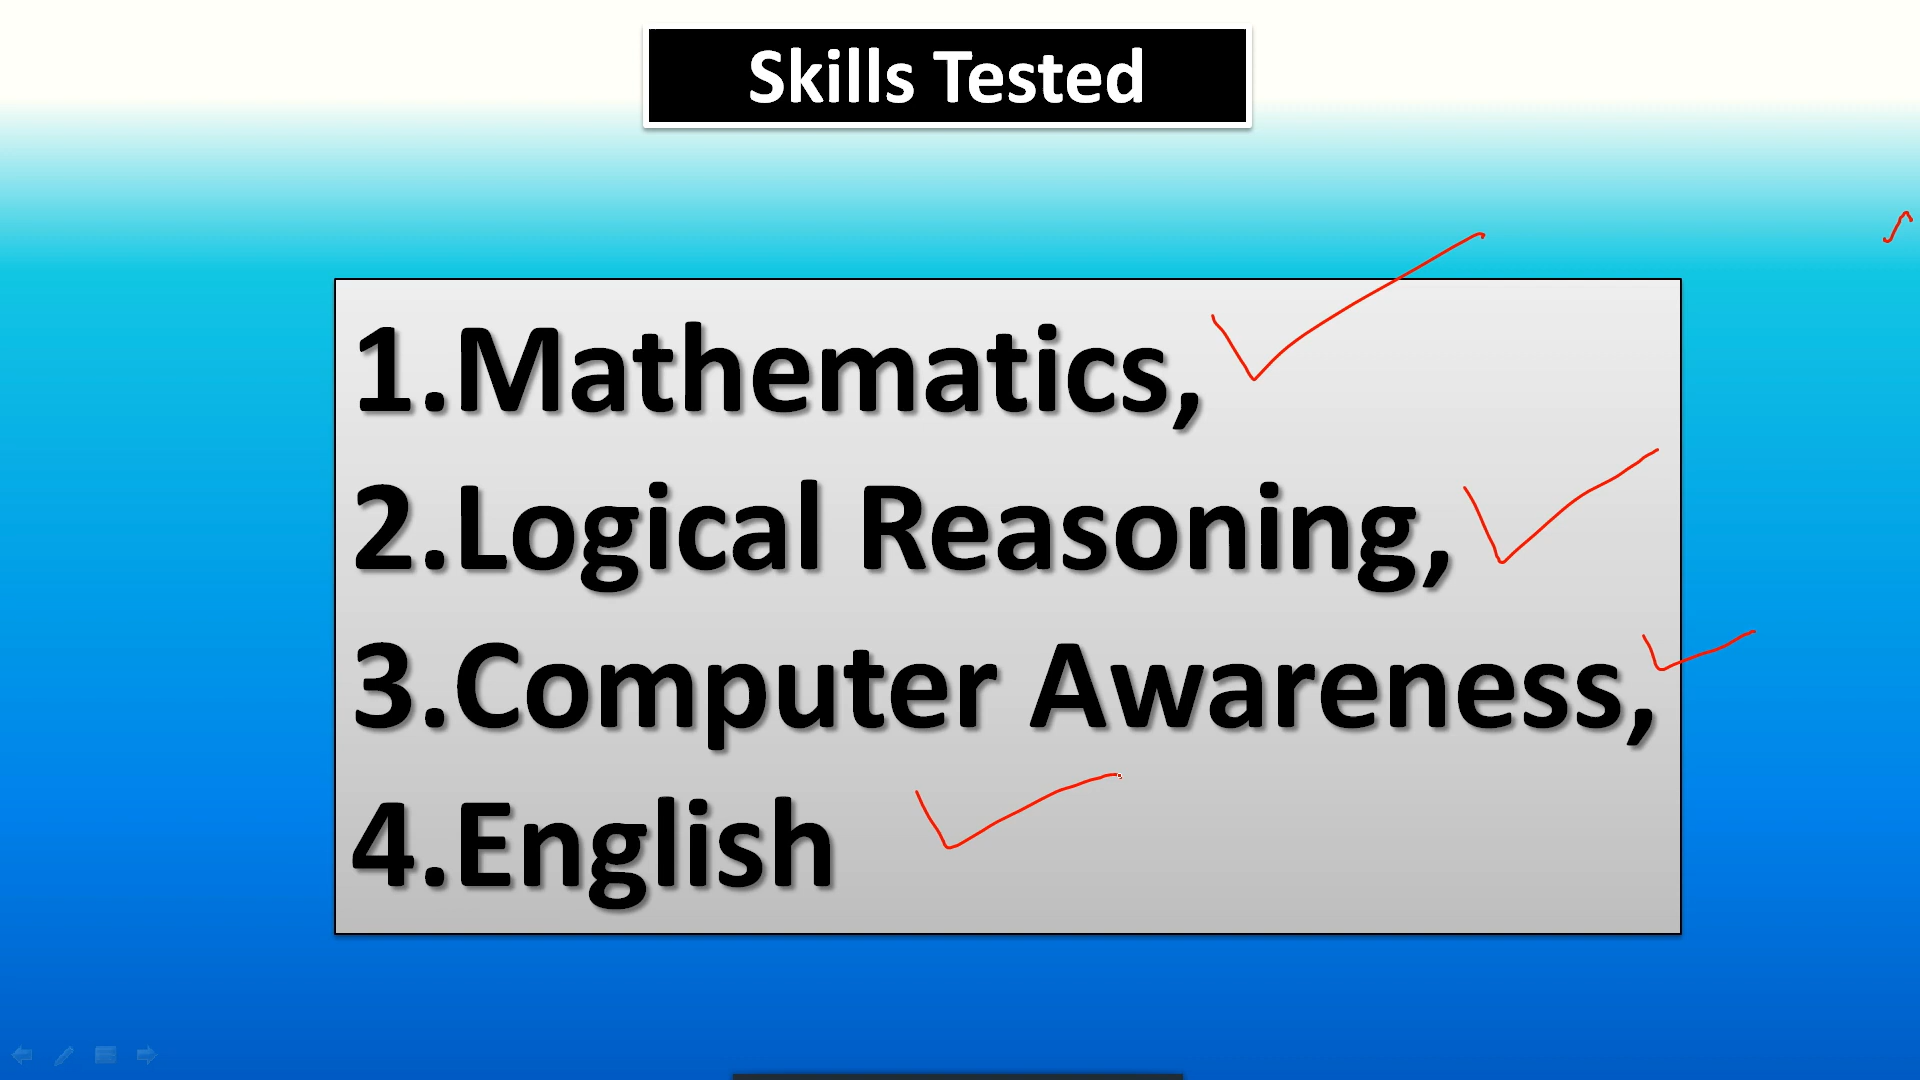 Skills Tested
1.Mathematics,
2.Logical Reasoning,
3.Computer Awareness,
4.English